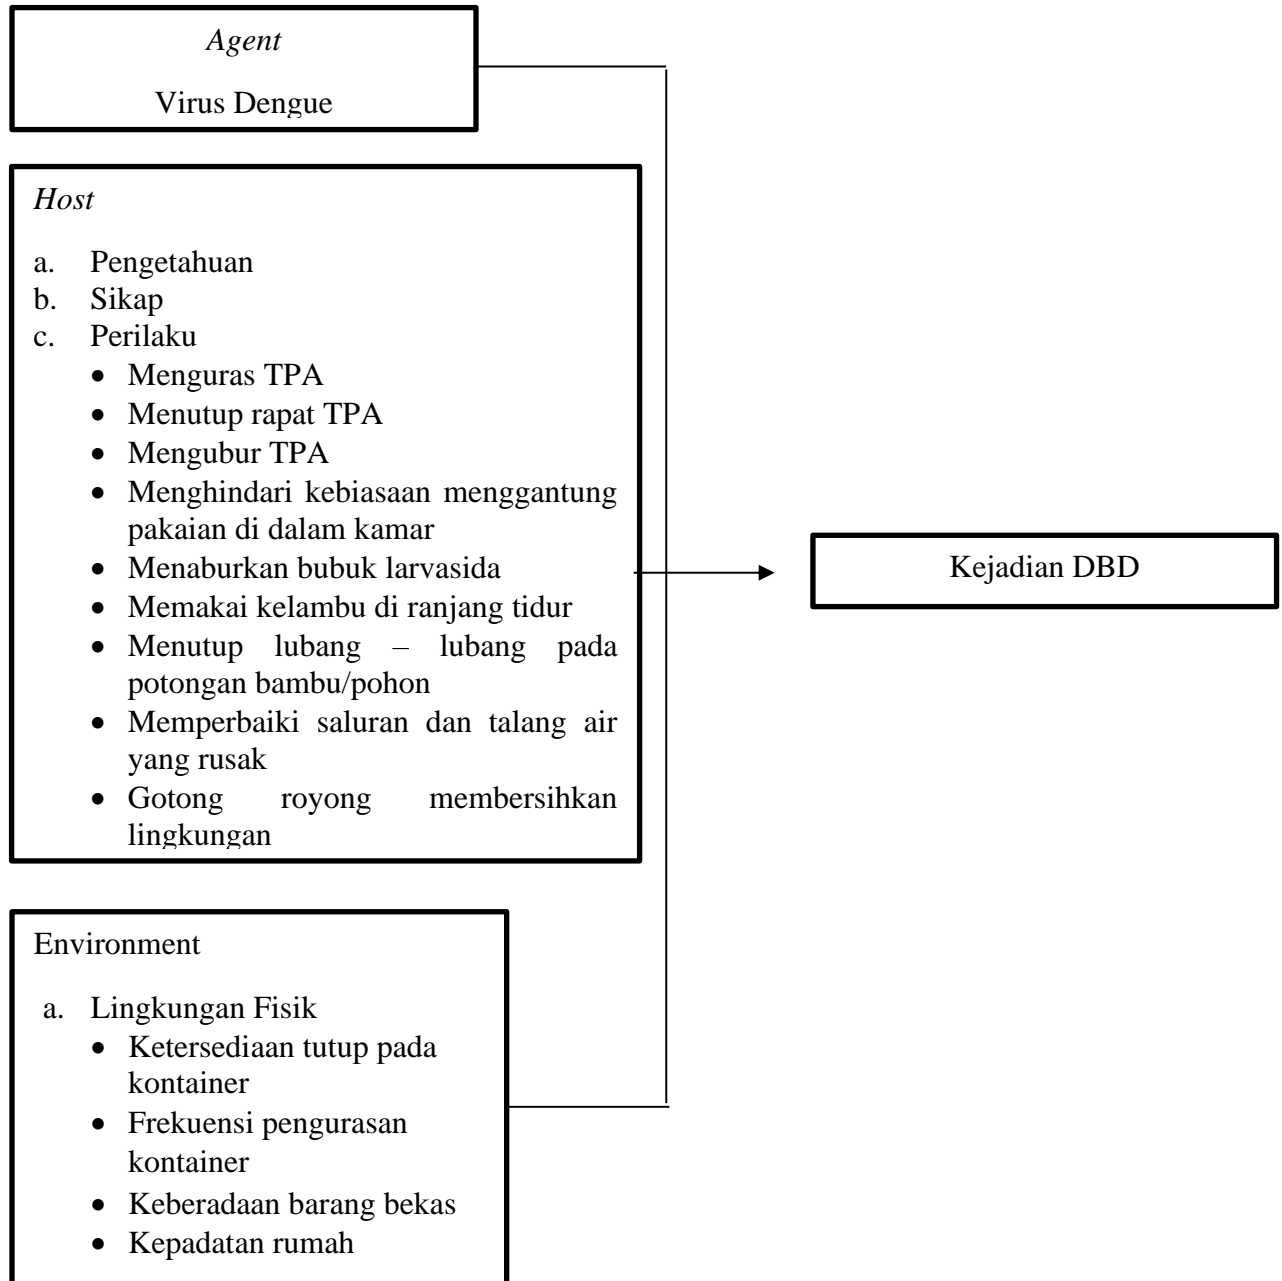 Agent
Virus Dengue
Host
a. Pengetahuan
b. Sikap
c. Perilaku
• Menguras TPA
• Menutup rapat TPA
• Mengubur TPA
• Menghindari kebiasaan menggantung
pakaian di dalam kamar
• Menaburkan bubuk larvasida
• Memakai kelambu di ranjang tidur
• Menutup lubang – lubang pada
potongan bambu/pohon
• Memperbaiki saluran dan talang air
yang rusak
• Gotong royong membersihkan
lingkungan
Kejadian DBD
Environment
a. Lingkungan Fisik
• Ketersediaan tutup pada
kontainer
• Frekuensi pengurasan
kontainer
• Keberadaan barang bekas
• Kepadatan rumah